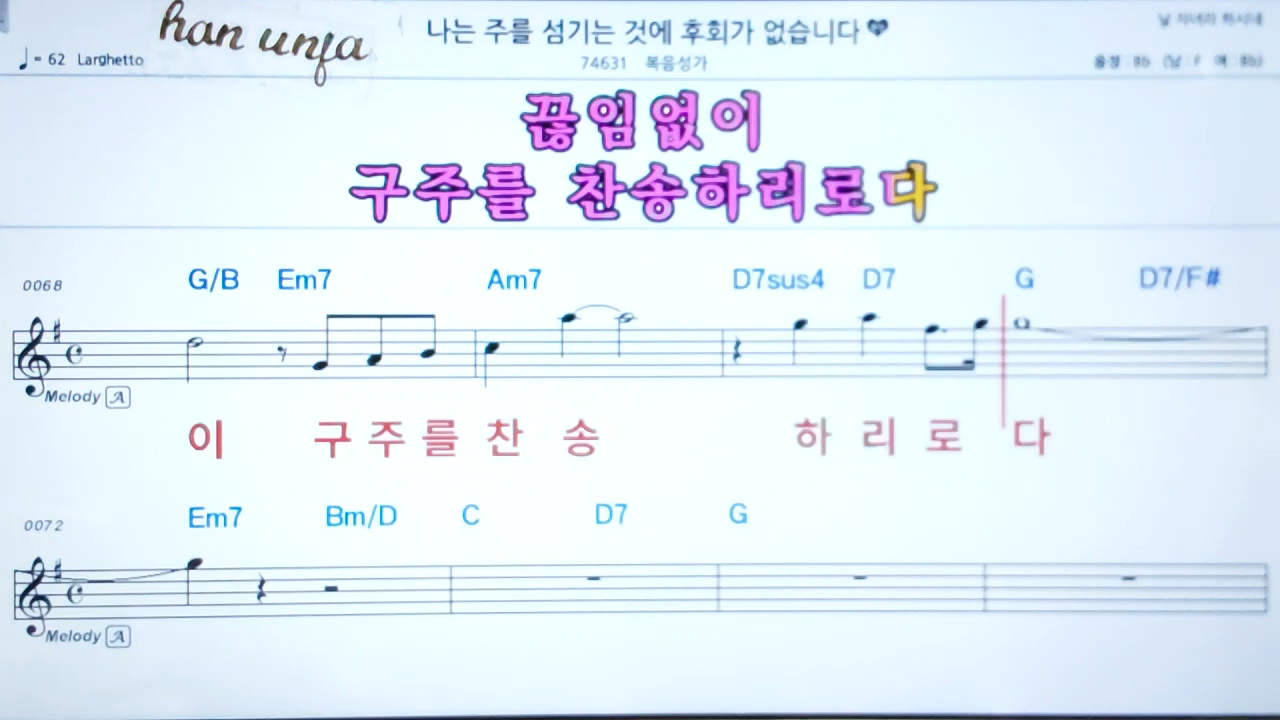 han unja
나는 주를 섬기는 것에 후회가 없습니다
♩= 62 Larghetto
74631 복음성가
끊임없이
구주를 찬송하리로다
0068 G/B Em7 Am7 D7sus4 D7 G D7/F#
Melody A
이 구 주 를 찬 송 하 리 로 다
0072 Em7 Bm/D C D7 G
Melody A